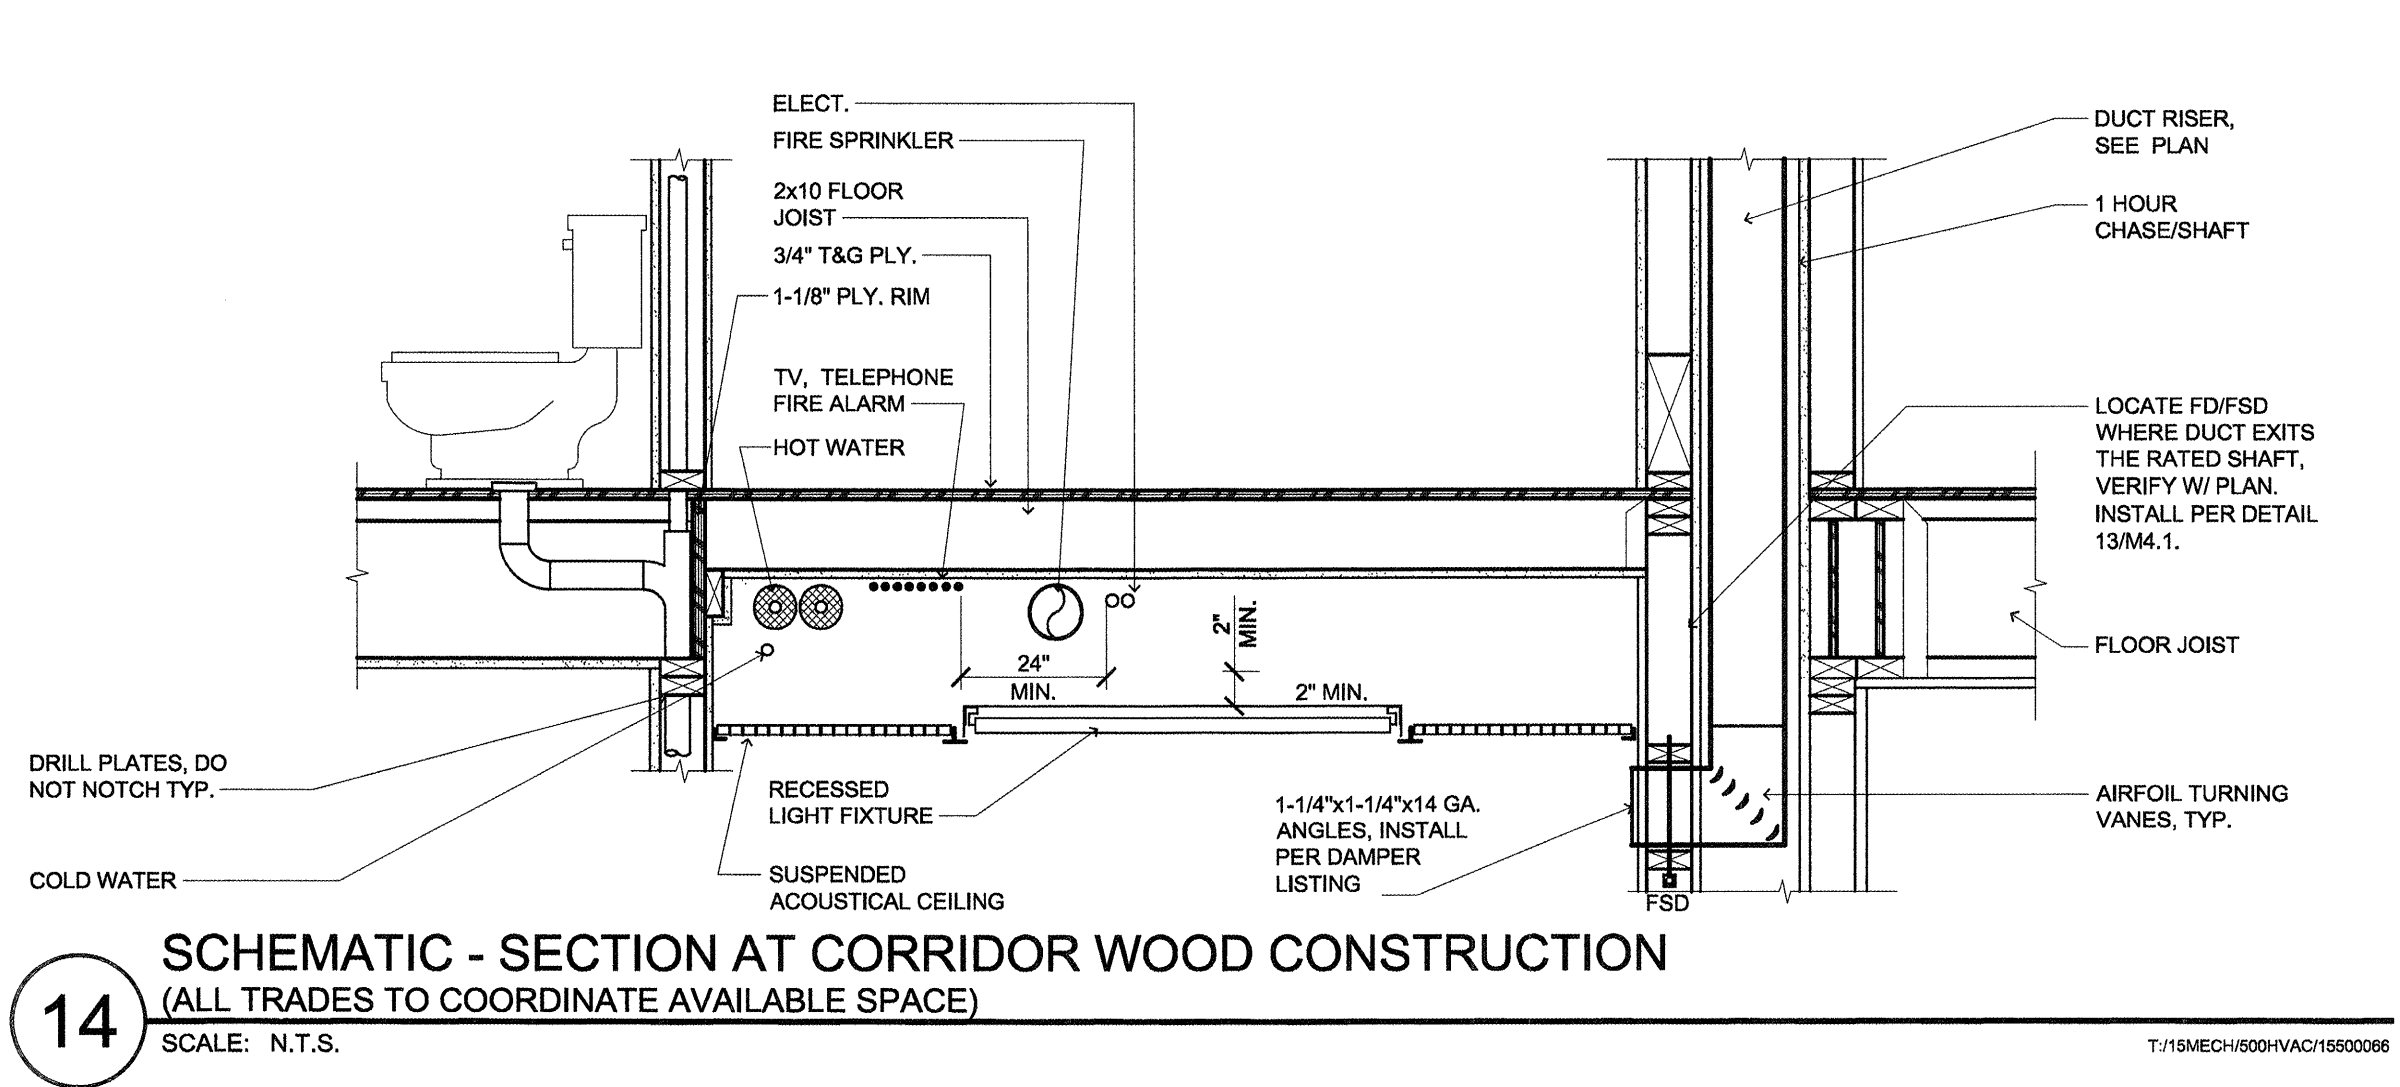 ELECT.
FIRE SPRINKLER
2x10 FLOOR
JOIST
3/4" T&G PLY.
1-1/8" PLY. RIM
TV, TELEPHONE
FIRE ALARM
HOT WATER
DUCT RISER,
SEE PLAN
1 HOUR
CHASE/SHAFT
LOCATE FD/FSD
WHERE DUCT EXITS
THE RATED SHAFT,
VERIFY W/ PLAN.
INSTALL PER DETAIL
13/M4.1.
FLOOR JOIST
24"
MIN.
2"
MIN.
2" MIN.
DRILL PLATES, DO
NOT NOTCH TYP.
COLD WATER
RECESSED
LIGHT FIXTURE
SUSPENDED
ACOUSTICAL CEILING
1-1/4"x1-1/4"x14 GA.
ANGLES, INSTALL
PER DAMPER
LISTING
FSD
AIRFOIL TURNING
VANES, TYP.
14
SCHEMATIC - SECTION AT CORRIDOR WOOD CONSTRUCTION
(ALL TRADES TO COORDINATE AVAILABLE SPACE)
SCALE: N.T.S.
T:/15MECH/500HVAC/15500066